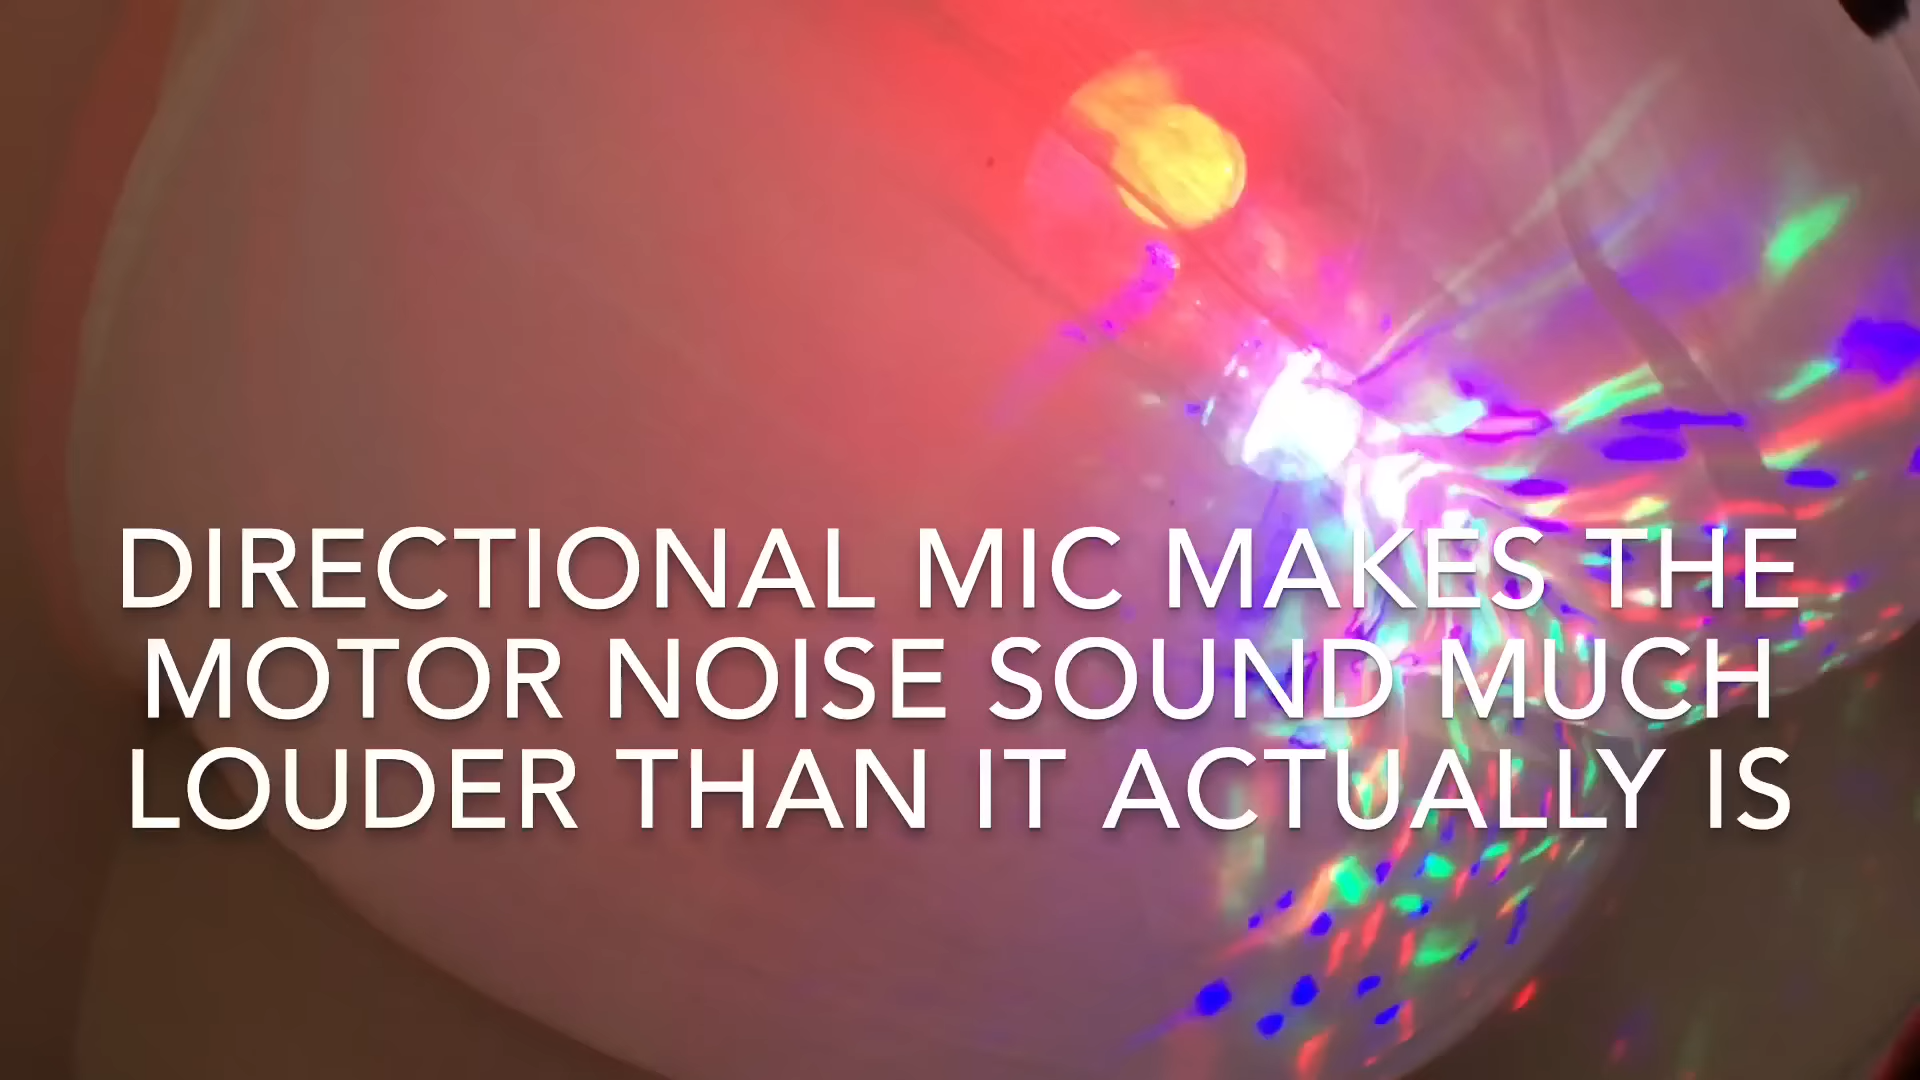 DIRECTIONAL MIC MAKES THE
MOTOR NOISE SOUND MUCH
LOUDER THAN IT ACTUALLY IS